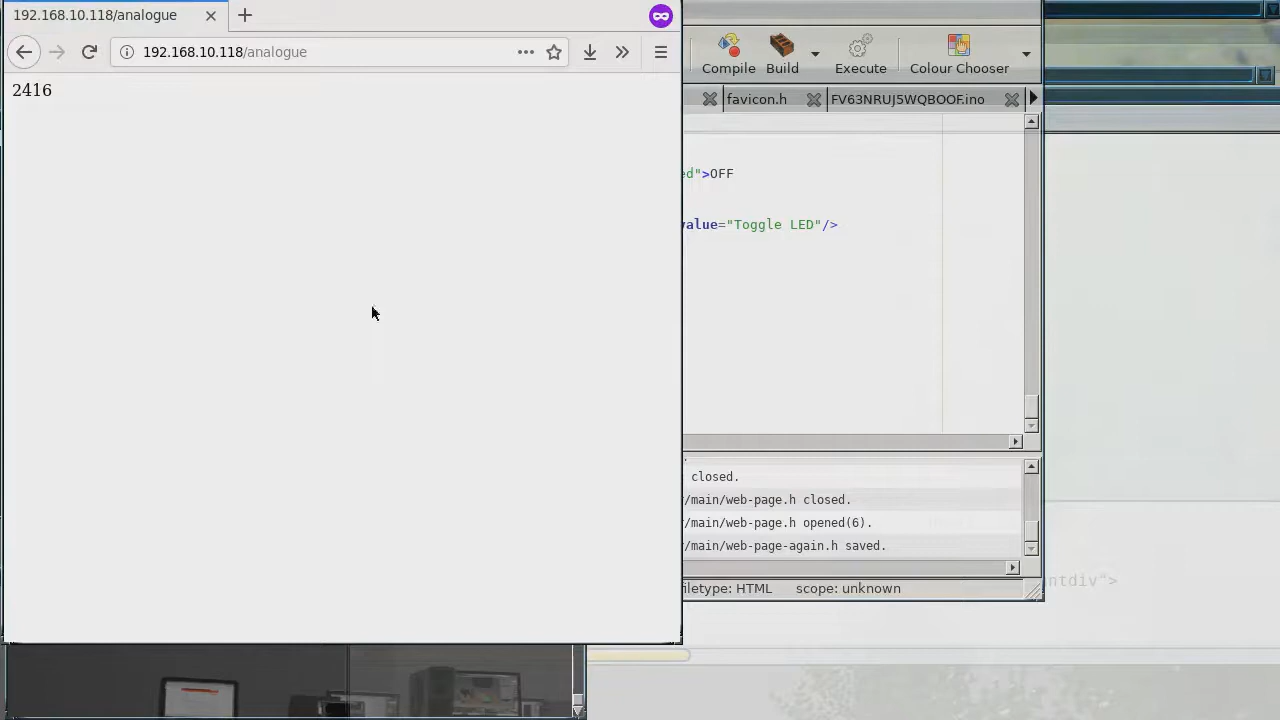 192.168.10.118/analogue
192.168.10.118/analogue
2416
Compile Build Execute Colour Chooser
favicon.h FV63NRUJ5WQBOOF.ino
ed">OFF
value="Toggle LED"/>
closed.
/main/web-page.h closed.
/main/web-page.h opened(6).
/main/web-page-again.h saved.
filetype: HTML scope: unknown
ntdiv">